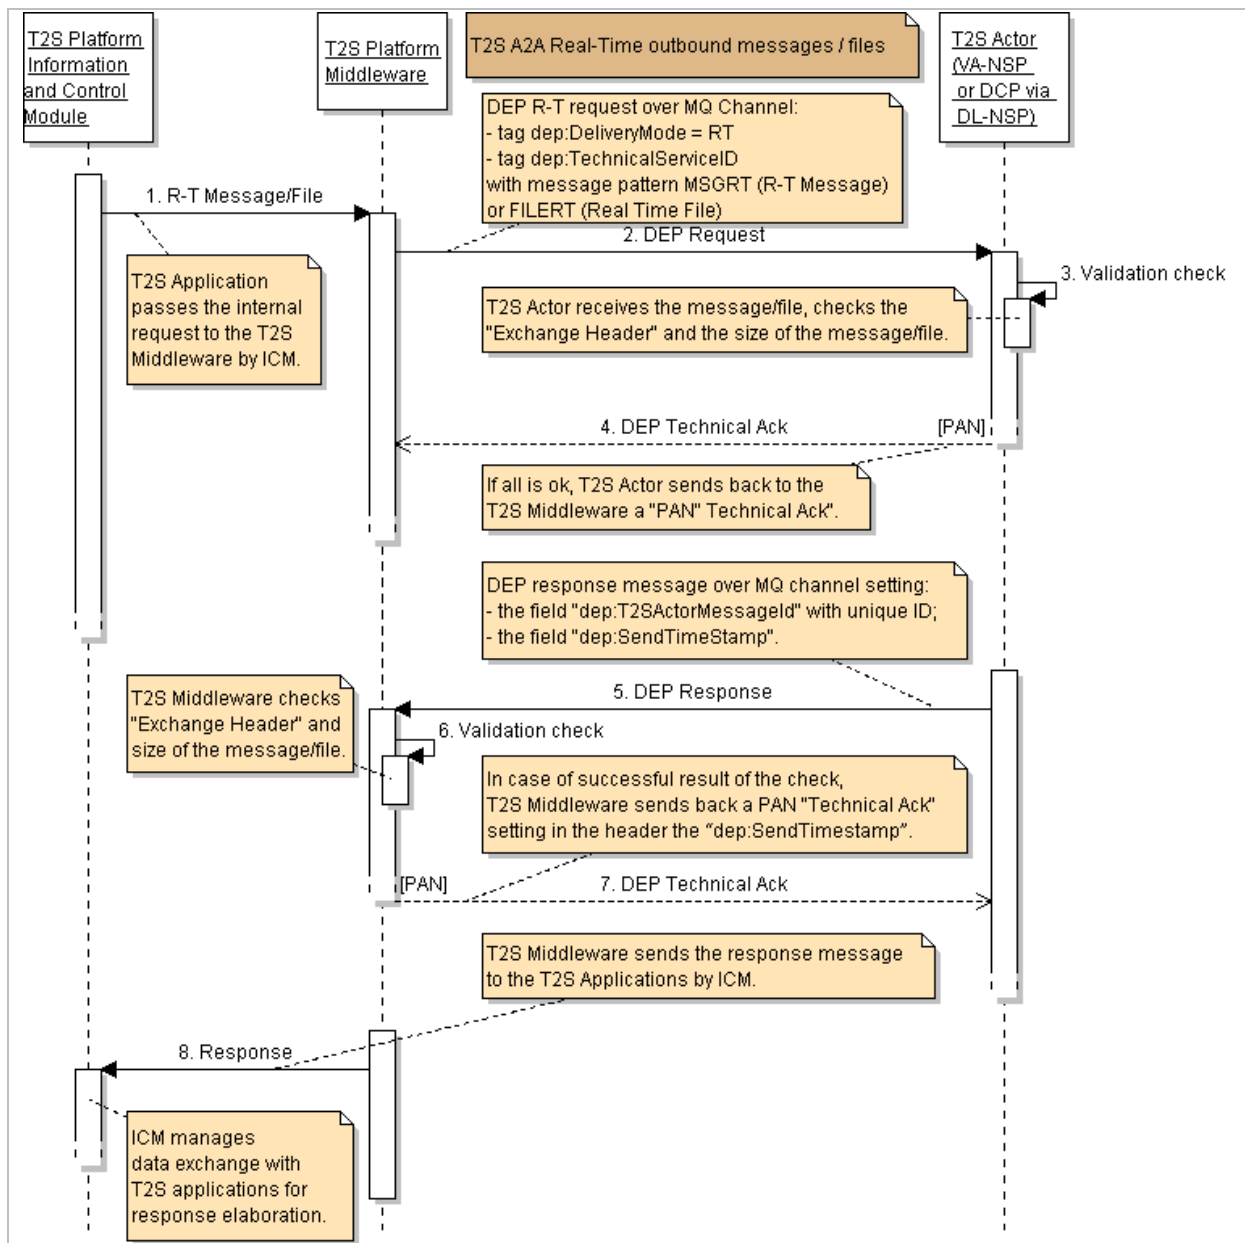 T2S Platform
Information
and Control
Module
T2S Platform
Middleware
T2S A2A Real-Time outbound messages / files
T2S Actor
(VA-NSP
or DCP via
DL-NSP)
DEP R-T request over MQ Channel:
- tag dep:DeliveryMode = RT
- tag dep:TechnicalServiceID
with message pattern MSGRT (R-T Message)
or FILERT (Real Time File)
1. R-T Message/File
2. DEP Request
T2S Application
passes the internal
request to the T2S
Middleware by ICM.
3. Validation check
T2S Actor receives the message/file, checks the
"Exchange Header" and the size of the message/file.
4. DEP Technical Ack
[PAN]
If all is ok, T2S Actor sends back to the
T2S Middleware a "PAN" Technical Ack".
DEP response message over MQ channel setting:
- the field "dep:T2SActorMessageId" with unique ID;
- the field "dep:SendTimeStamp".
5. DEP Response
T2S Middleware checks
"Exchange Header" and
size of the message/file.
6. Validation check
In case of successful result of the check,
T2S Middleware sends back a PAN "Technical Ack"
setting in the header the “dep:SendTimestamp”.
[PAN]
7. DEP Technical Ack
T2S Middleware sends the response message
to the T2S Applications by ICM.
8. Response
ICM manages
data exchange with
T2S applications for
response elaboration.